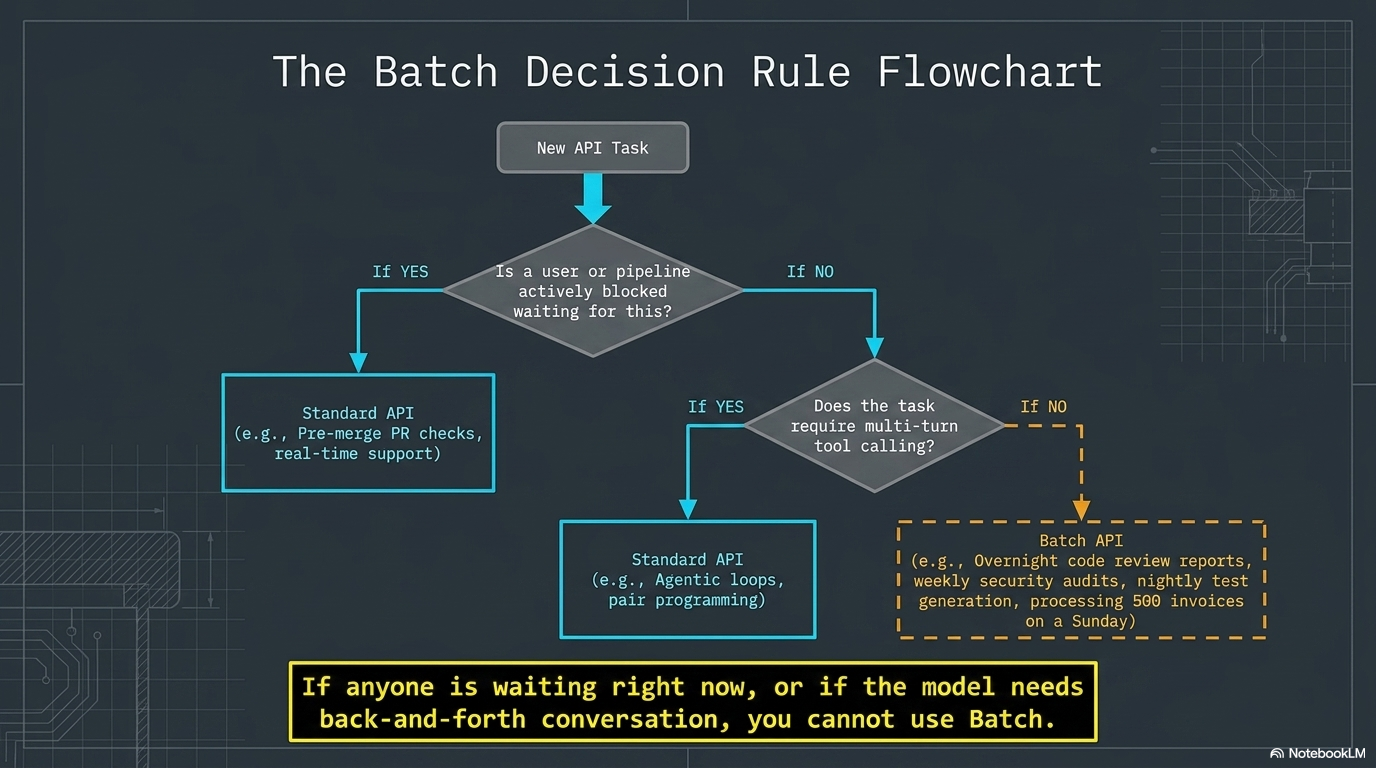 The Batch Decision Rule Flowchart
New API Task
If YES
Is a user or pipeline
actively blocked
waiting for this?
If NO
Standard API
(e.g., Pre-merge PR checks,
real-time support)
If YES
Does the task
require multi-turn
tool calling?
If NO
Standard API
(e.g., Agentic loops,
pair programming)
Batch API
(e.g., Overnight code review reports,
weekly security audits, nightly test
generation, processing 500 invoices
on a Sunday)
If anyone is waiting right now, or if the model needs
back-and-forth conversation, you cannot use Batch.
NotebookLM